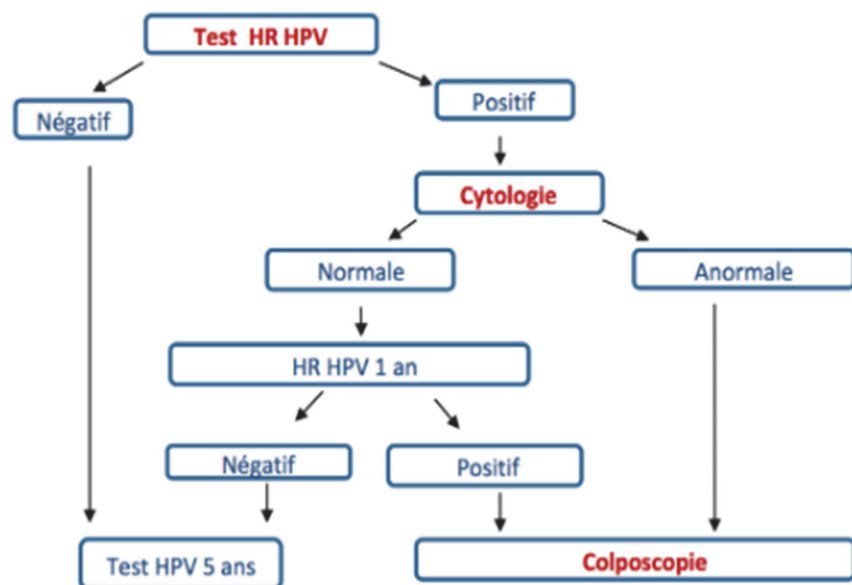 Test HR HPV
Négatif
Positif
Cytologie
Normale
Anormale
HR HPV 1 an
Négatif
Positif
Test HPV 5 ans
Colposcopie